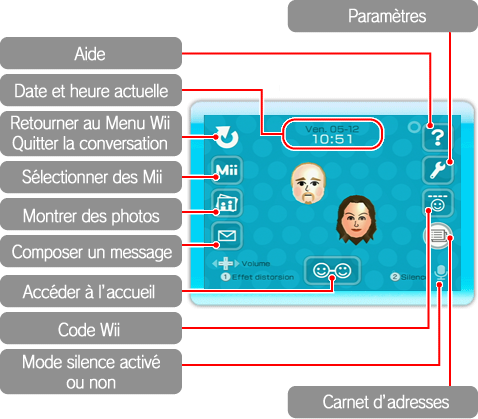 Paramètres
Aide
Date et heure actuelle
Retourner au Menu Wii
Quitter la conversation
Sélectionner des Mii
Montrer des photos
Composer un message
Accéder à l'accueil
Code Wii
Mode silence activé
ou non
Carnet d'adresses
Ven. 05-12
10:51
?
Mii
Volume
1 Effet distorsion
2 Silence